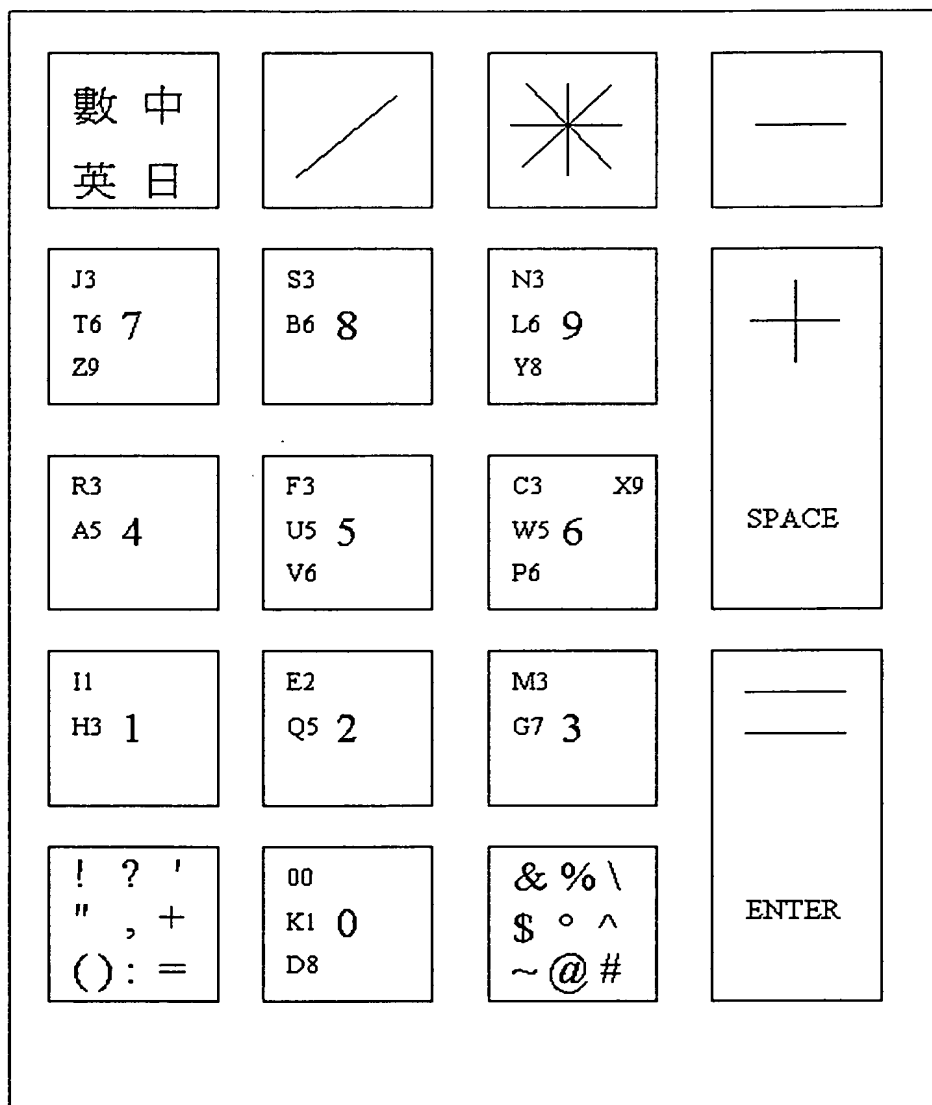 數 中
英 日
/
*
—
J3
T6 7
Z9
S3
B6 8
N3
L6 9
Y8
+
SPACE
R3
A5 4
F3
U5 5
V6
C3 X9
W5 6
P6
I1
H3 1
E2
Q5 2
M3
G7 3
=
ENTER
! ? '
" , +
( ) : =
00
K1 0
D8
& % \
$ ° ^
~ @ #